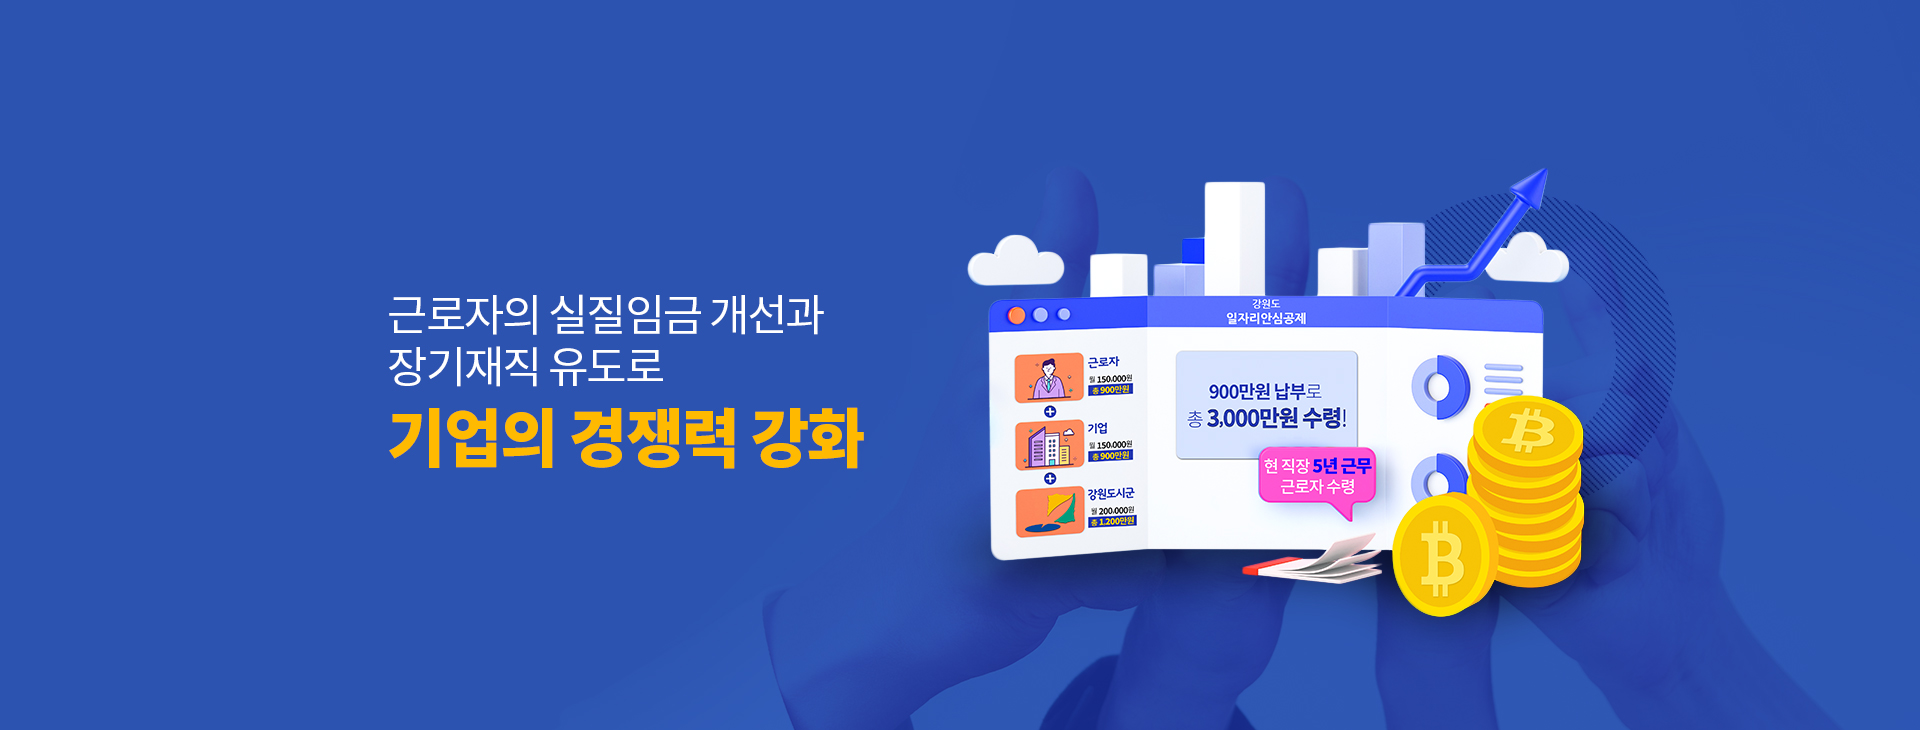 근로자의 실질임금 개선과
장기재직 유도로
기업의 경쟁력 강화
강원도
일자리안심공제
근로자
월 150.000원
총 900만원
기업
월 150.000원
총 900만원
강원도시군
월 200.000원
총 1.200만원
900만원 납부로
총 3,000만원 수령!
현 직장 5년 근무
근로자 수령